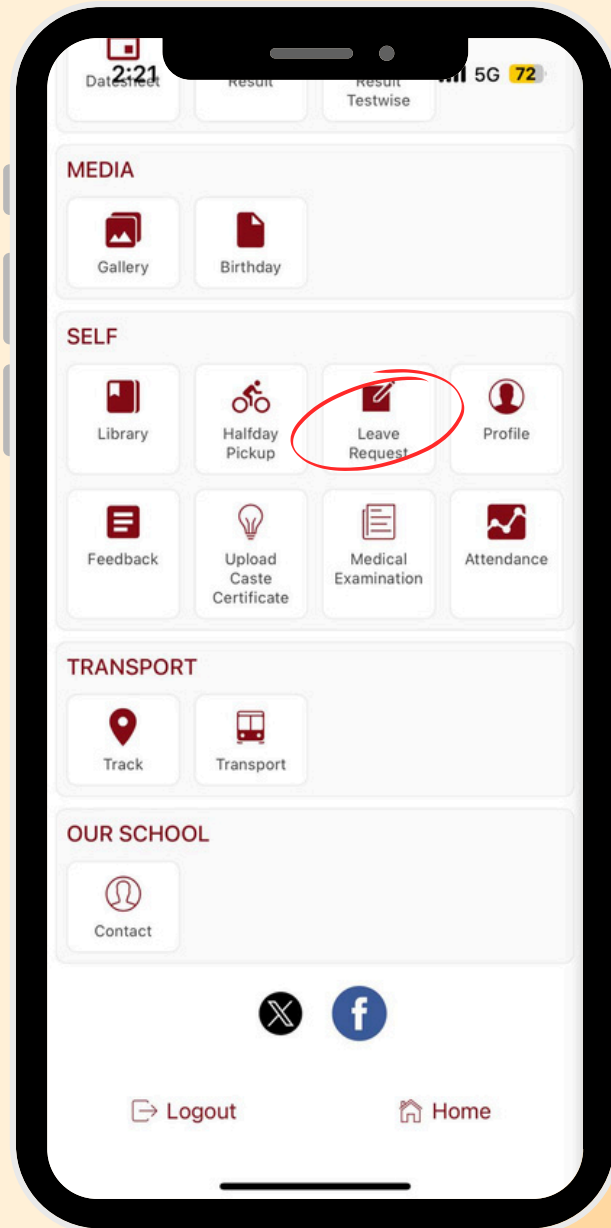 2:21
5G 72
Datesheet
Result
Result
Testwise
MEDIA
Gallery
Birthday
SELF
Library
Halfday
Pickup
Leave
Request
Profile
Feedback
Upload
Caste
Certificate
Medical
Examination
Attendance
TRANSPORT
Track
Transport
OUR SCHOOL
Contact
Logout
Home